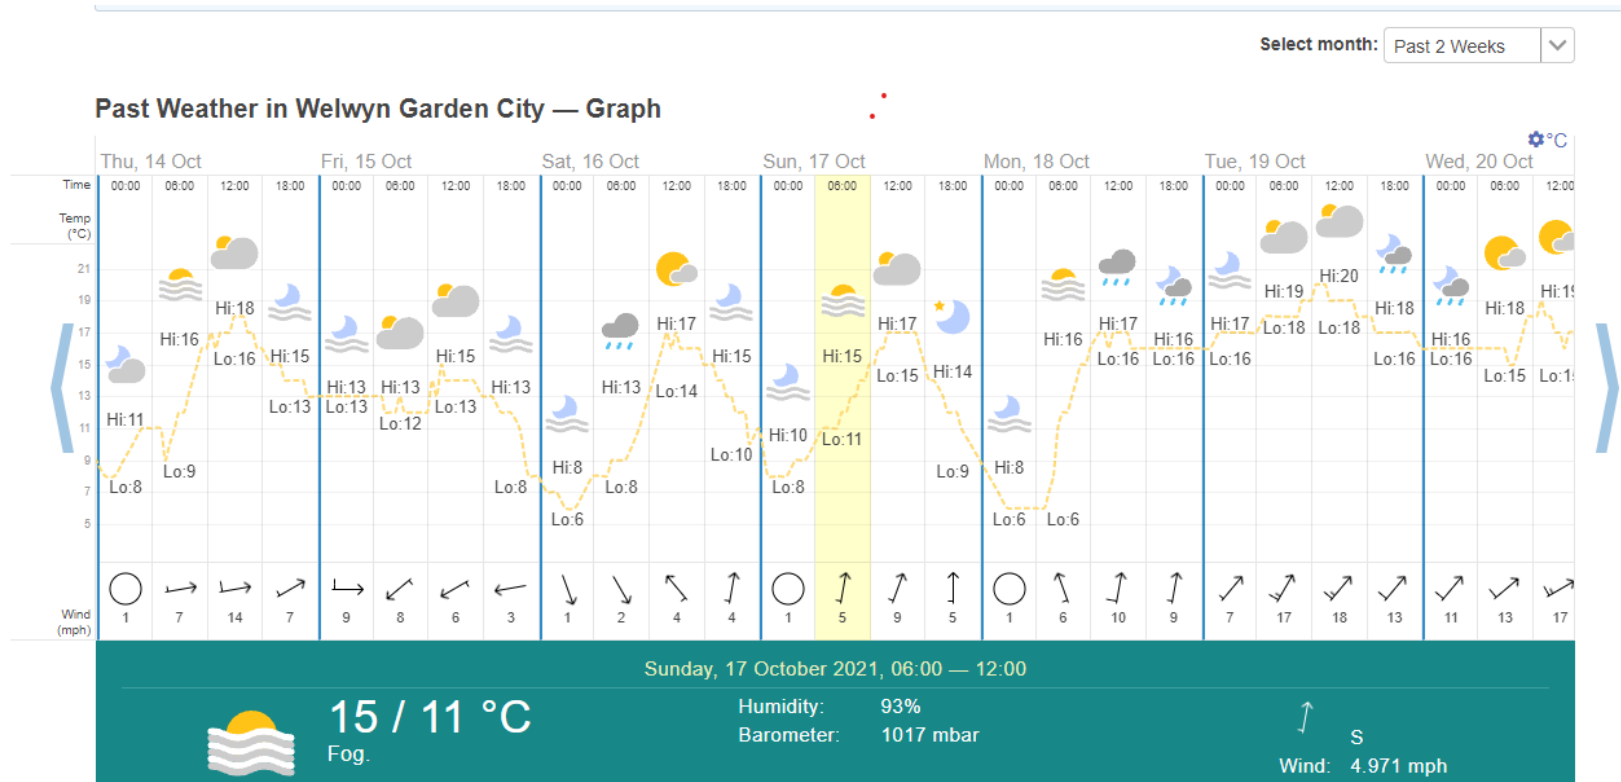 Select month: Past 2 Weeks
Past Weather in Welwyn Garden City — Graph
°C
Thu, 14 Oct Fri, 15 Oct Sat, 16 Oct Sun, 17 Oct Mon, 18 Oct Tue, 19 Oct Wed, 20 Oct
Time 00:00 06:00 12:00 18:00 00:00 06:00 12:00 18:00 00:00 06:00 12:00 18:00 00:00 06:00 12:00 18:00 00:00 06:00 12:00 18:00 00:00 06:00 12:00 18:00 00:00 06:00 12:00
Temp
(°C)
21
19
17
15
13
11
9
7
5
Hi:11 Hi:16 Hi:18 Hi:15 Hi:13 Hi:13 Hi:15 Hi:13 Hi:8 Hi:13 Hi:17 Hi:15 Hi:10 Hi:15 Hi:17 Hi:14 Hi:8 Hi:16 Hi:17 Hi:16 Hi:17 Hi:19 Hi:20 Hi:18 Hi:16 Hi:18 Hi:19
Lo:8 Lo:9 Lo:16 Lo:13 Lo:13 Lo:12 Lo:13 Lo:8 Lo:6 Lo:8 Lo:14 Lo:10 Lo:8 Lo:11 Lo:15 Lo:9 Lo:6 Lo:6 Lo:16 Lo:16 Lo:16 Lo:18 Lo:18 Lo:16 Lo:16 Lo:15 Lo:15
Wind
(mph)
1 7 14 7 9 8 6 3 1 2 4 4 1 5 9 5 1 6 10 9 7 17 18 13 11 13 17
Sunday, 17 October 2021, 06:00 — 12:00
15 / 11 °C
Fog.
Humidity: 93%
Barometer: 1017 mbar
S
Wind: 4.971 mph